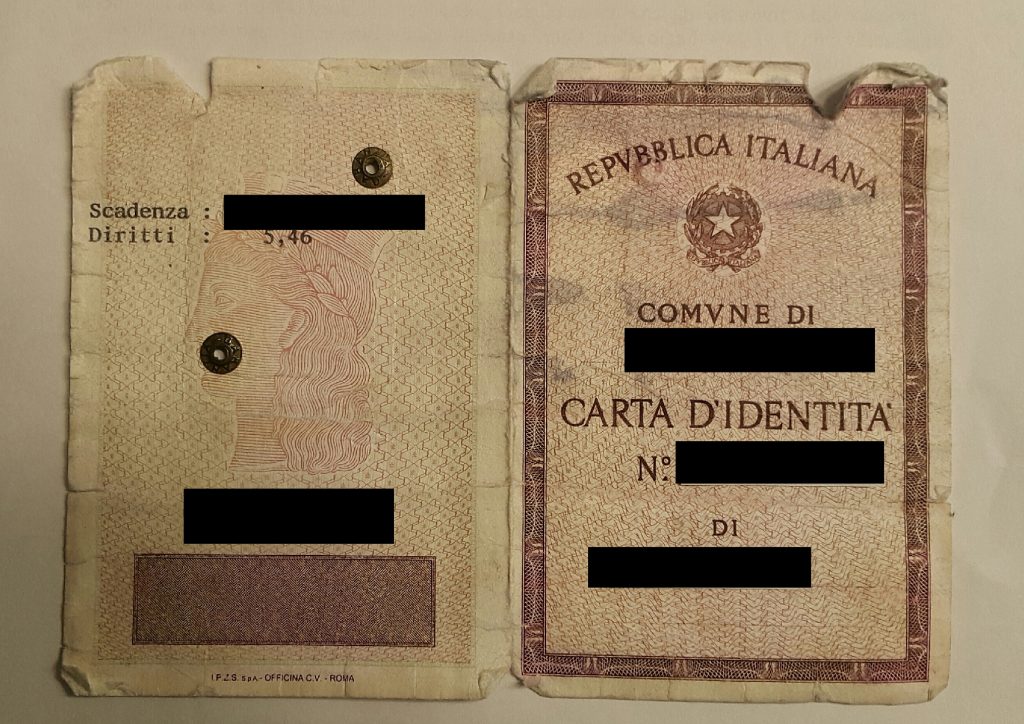 Scadenza :
Diritti : 5,46
I.P.Z.S. S.p.A. - OFFICINA C.V. - ROMA
REPVBBLICA ITALIANA
COMVNE DI
CARTA D'IDENTITA'
N°:
DI